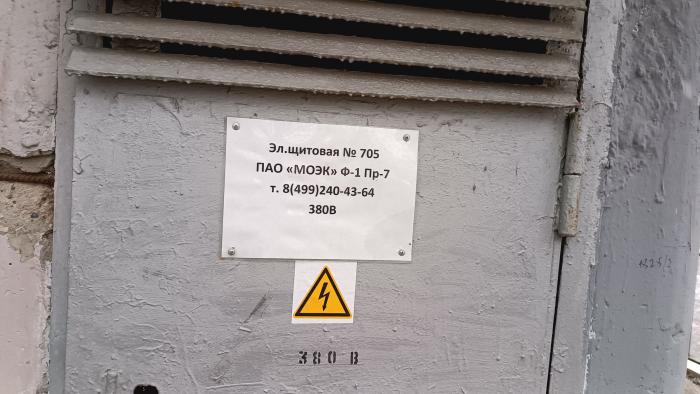 Эл.щитовая № 705
ПАО «МОЭК» Ф-1 Пр-7
т. 8(499)240-43-64
380В
380 В